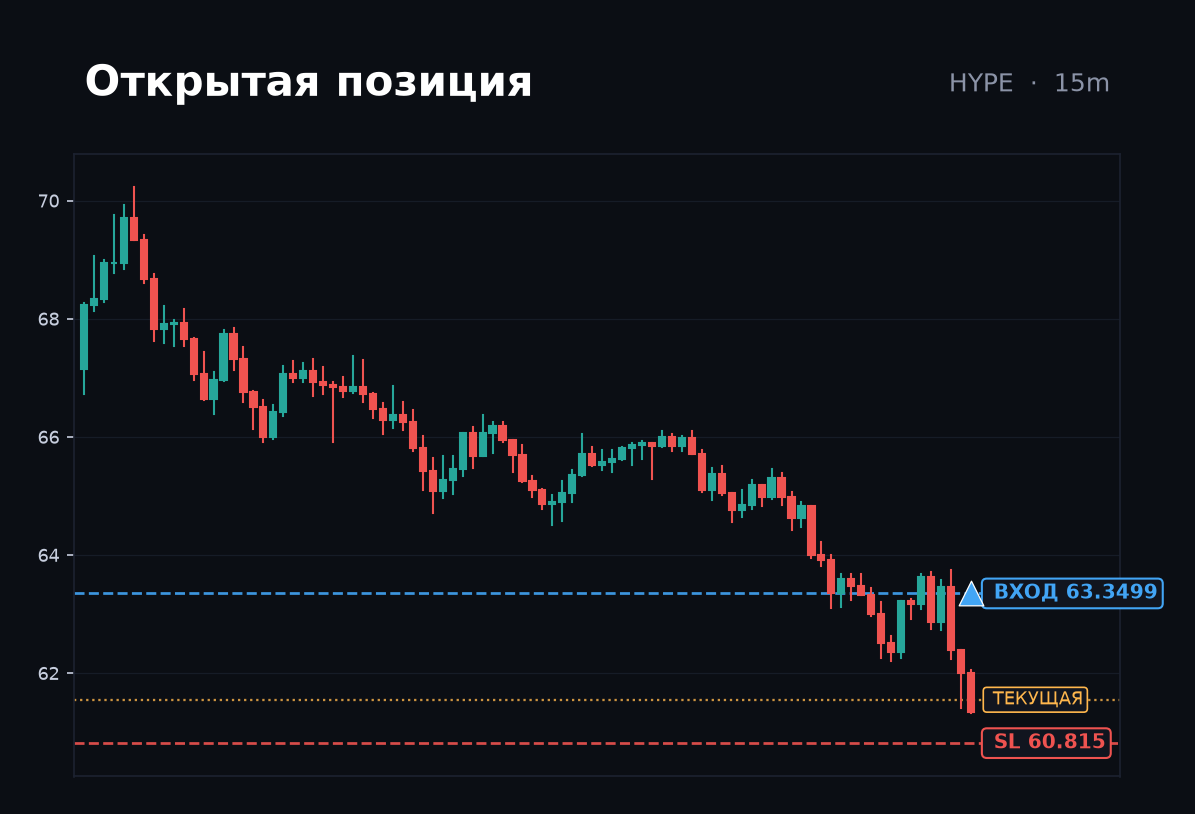 Открытая позиция
HYPE · 15m
70
68
66
64
62
ВХОД 63.3499
ТЕКУЩАЯ
SL 60.815